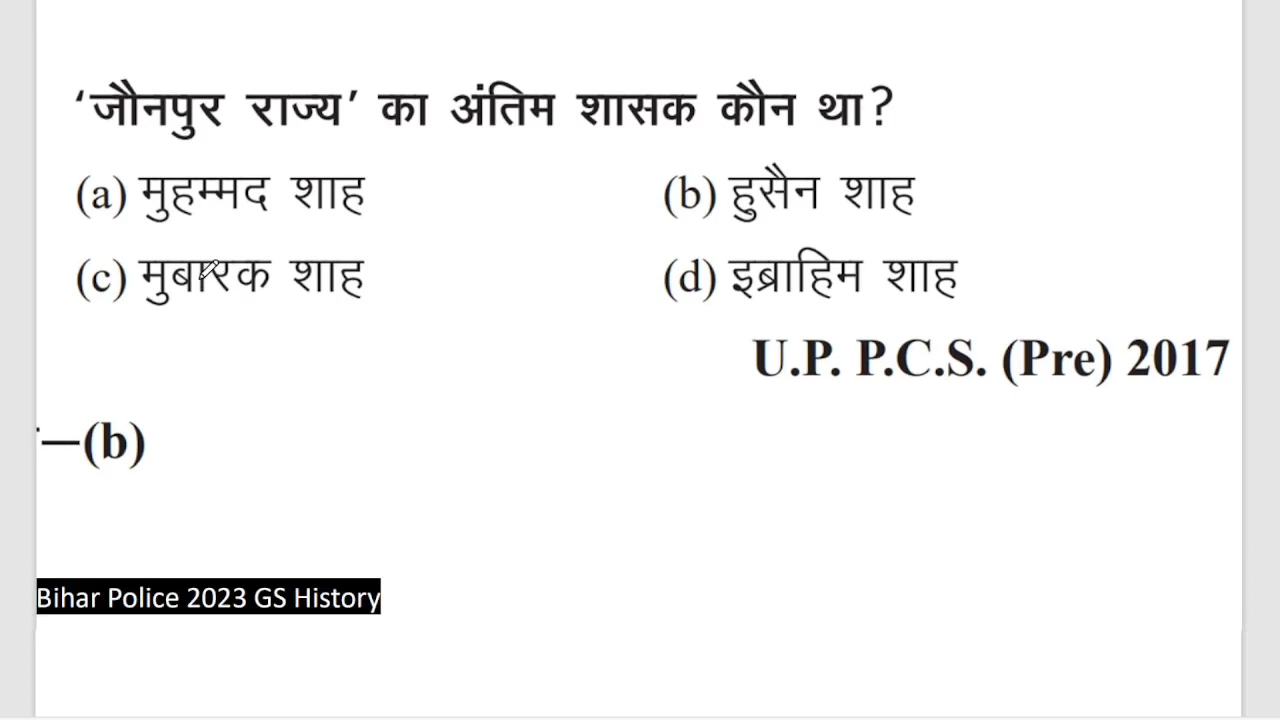 ‘जौनपुर राज्य’ का अंतिम शासक कौन था?
(a) मुहम्मद शाह (b) हुसैन शाह
(c) मुबारक शाह (d) इब्राहिम शाह
U.P. P.C.S. (Pre) 2017
—(b)
Bihar Police 2023 GS History